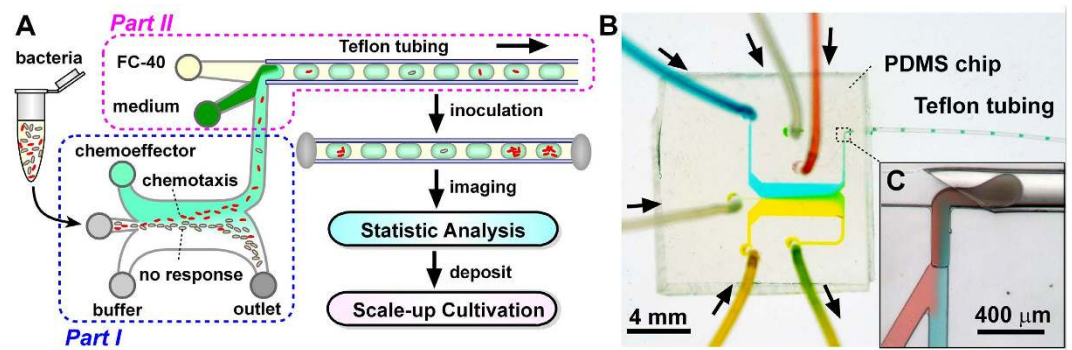 A
Part II
bacteria
FC-40
Teflon tubing
medium
inoculation
chemoeffector
chemotaxis
imaging
Statistic Analysis
no response
deposit
buffer
outlet
Scale-up Cultivation
Part I
B
PDMS chip
Teflon tubing
C
4 mm
400 μm